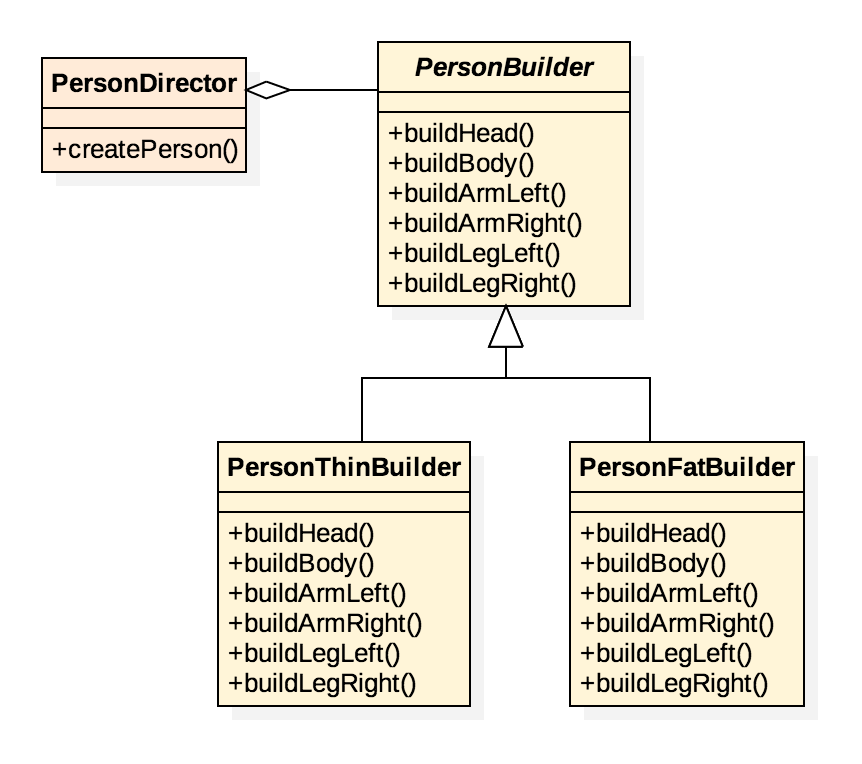 PersonDirector
+createPerson()
PersonBuilder
+buildHead()
+buildBody()
+buildArmLeft()
+buildArmRight()
+buildLegLeft()
+buildLegRight()
PersonThinBuilder
+buildHead()
+buildBody()
+buildArmLeft()
+buildArmRight()
+buildLegLeft()
+buildLegRight()
PersonFatBuilder
+buildHead()
+buildBody()
+buildArmLeft()
+buildArmRight()
+buildLegLeft()
+buildLegRight()